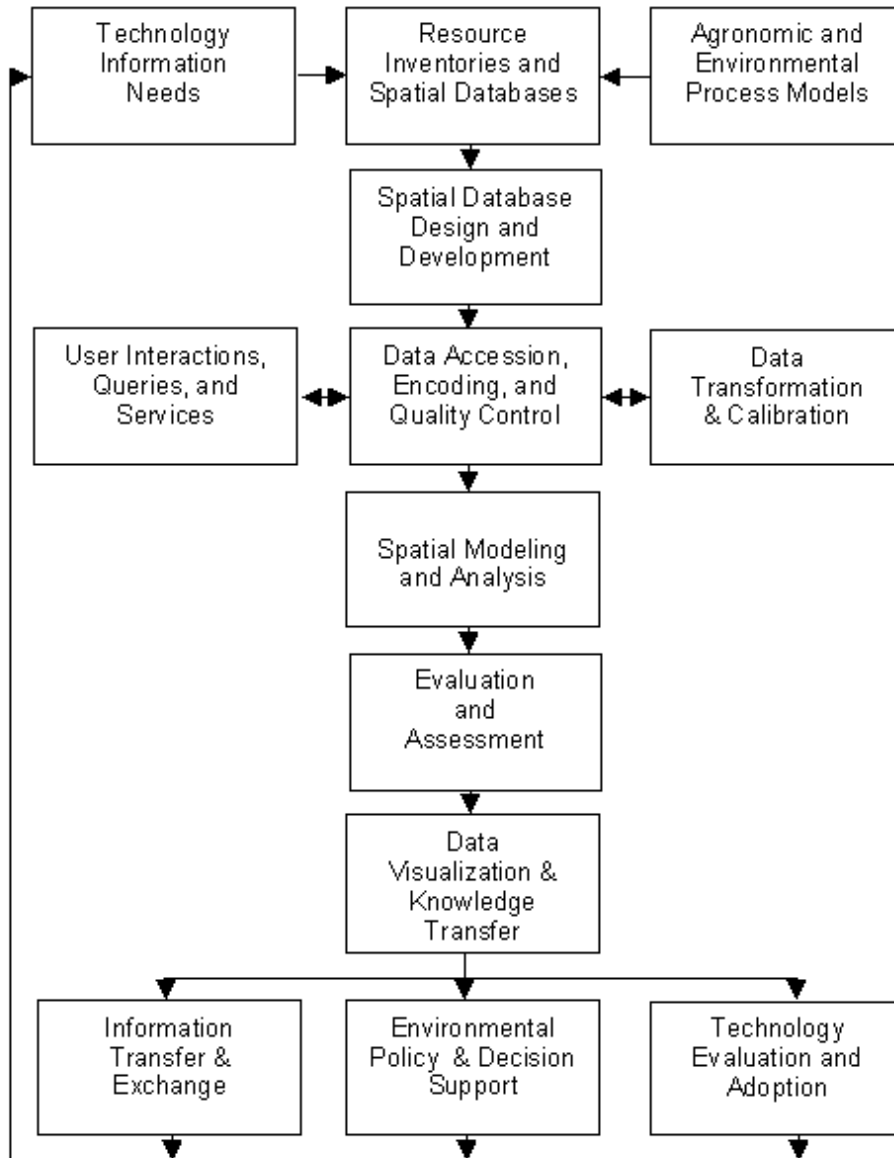 Technology
Information
Needs
Resource
Inventories and
Spatial Databases
Agronomic and
Environmental
Process Models
Spatial Database
Design and
Development
User Interactions,
Queries, and
Services
Data Accession,
Encoding, and
Quality Control
Data
Transformation
& Calibration
Spatial Modeling
and Analysis
Evaluation
and
Assessment
Data
Visualization &
Knowledge
Transfer
Information
Transfer &
Exchange
Environmental
Policy & Decision
Support
Technology
Evaluation and
Adoption